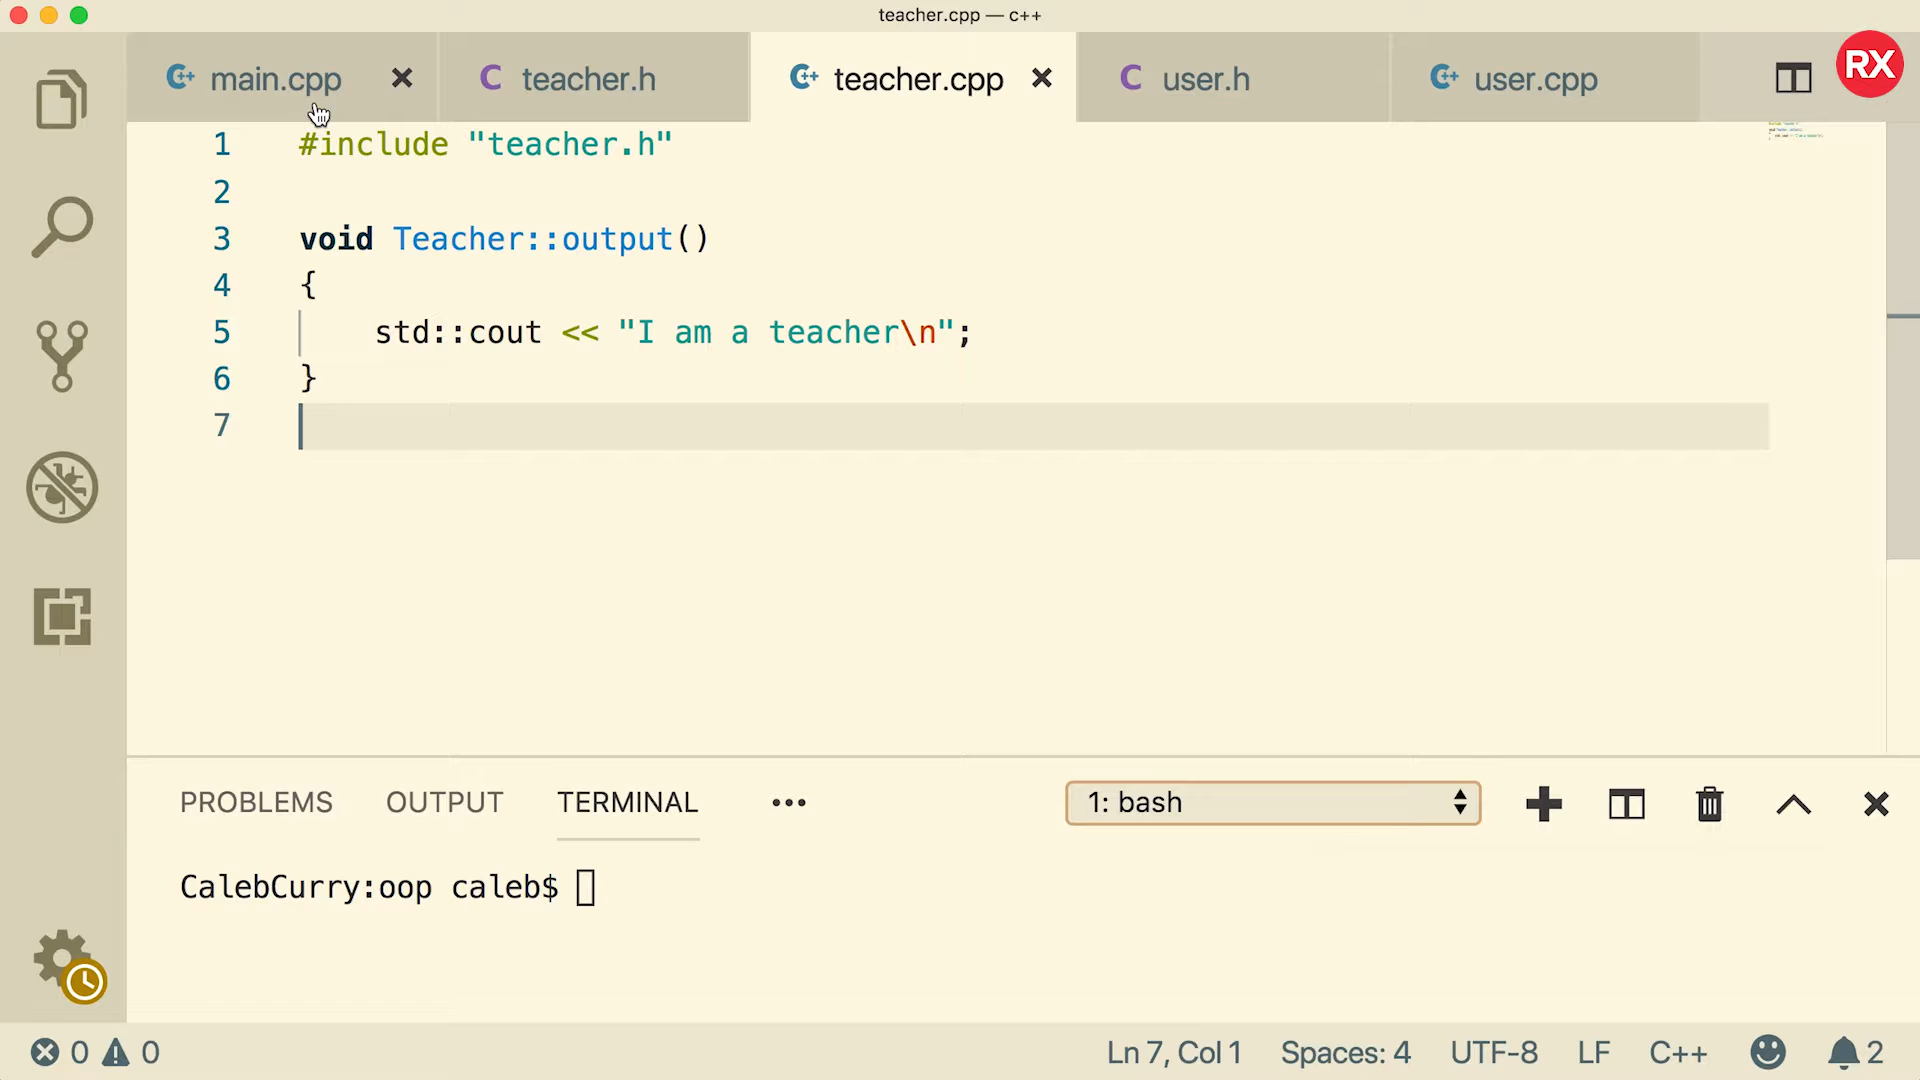 teacher.cpp — c++
main.cpp
teacher.h
teacher.cpp
user.h
user.cpp
RX
1 #include "teacher.h"
2
3 void Teacher::output()
4 {
5 std::cout << "I am a teacher\n";
6 }
7
PROBLEMS OUTPUT TERMINAL ••• 1: bash
CalebCurry:oop caleb$
0 0 Ln 7, Col 1 Spaces: 4 UTF-8 LF C++ 2